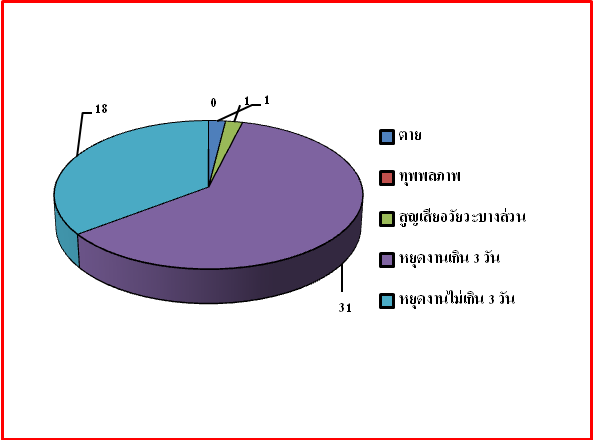 0
1
1
18
31
ตาย
ทุพพลภาพ
สูญเสียอวัยวะบางส่วน
หยุดงานเกิน 3 วัน
หยุดงานไม่เกิน 3 วัน